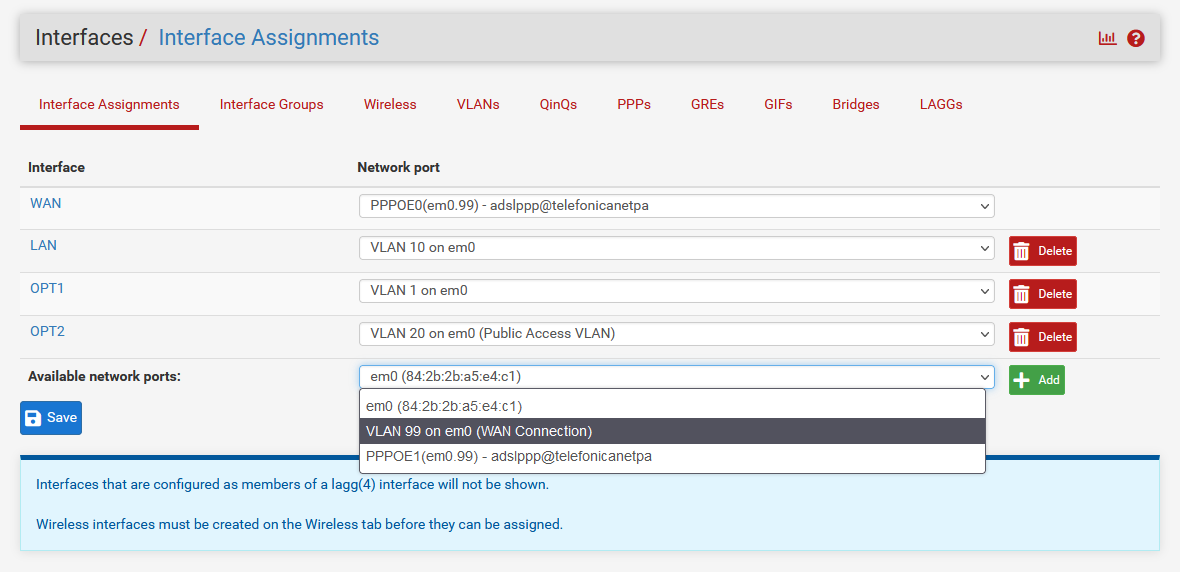 Interfaces / Interface Assignments
Interface Assignments Interface Groups Wireless VLANs QinQs PPPs GREs GIFs Bridges LAGGs
Interface Network port
WAN PPPOE0(em0.99) - adslppp@telefonicanetpa
LAN VLAN 10 on em0 Delete
OPT1 VLAN 1 on em0 Delete
OPT2 VLAN 20 on em0 (Public Access VLAN) Delete
Available network ports: em0 (84:2b:2b:a5:e4:c1) Add
em0 (84:2b:2b:a5:e4:c1)
Save
VLAN 99 on em0 (WAN Connection)
PPPOE1(em0.99) - adslppp@telefonicanetpa
Interfaces that are configured as members of a lagg(4) interface will not be shown.
Wireless interfaces must be created on the Wireless tab before they can be assigned.